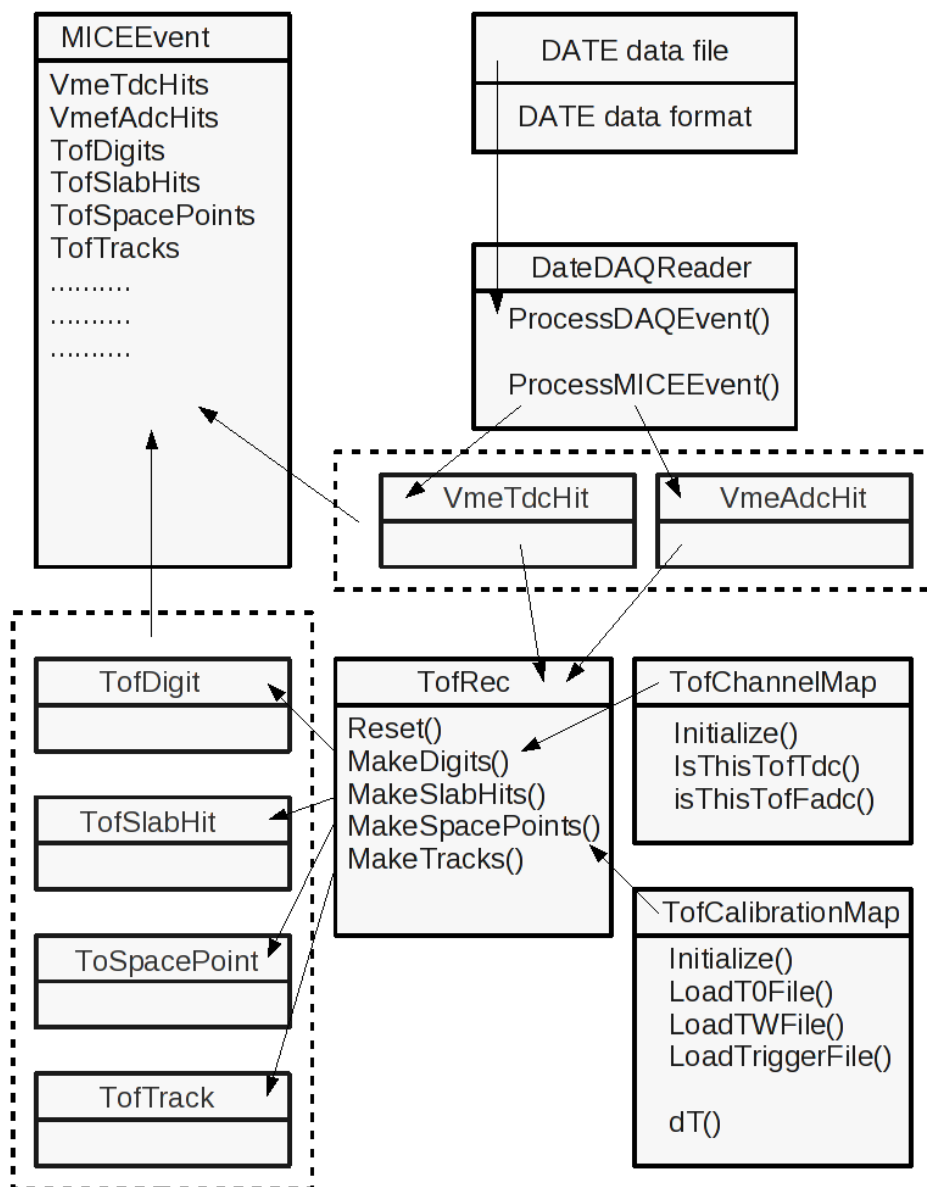 MICEEvent
VmeTdcHits
VmefAdcHits
TofDigits
TofSlabHits
TofSpacePoints
TofTracks
..........
..........
..........
DATE data file
DATE data format
DateDAQReader
ProcessDAQEvent()
ProcessMICEEvent()
VmeTdcHit
VmeAdcHit
TofDigit
TofSlabHit
ToSpacePoint
TofTrack
TofRec
Reset()
MakeDigits()
MakeSlabHits()
MakeSpacePoints()
MakeTracks()
TofChannelMap
Initialize()
IsThisTofTdc()
isThisTofFadc()
TofCalibrationMap
Initialize()
LoadT0File()
LoadTWFile()
LoadTriggerFile()
dT()